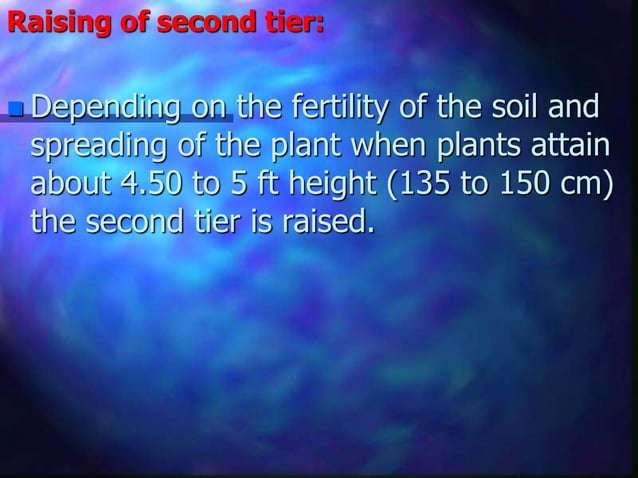 Raising of second tier:
Depending on the fertility of the soil and
spreading of the plant when plants attain
about 4.50 to 5 ft height (135 to 150 cm)
the second tier is raised.